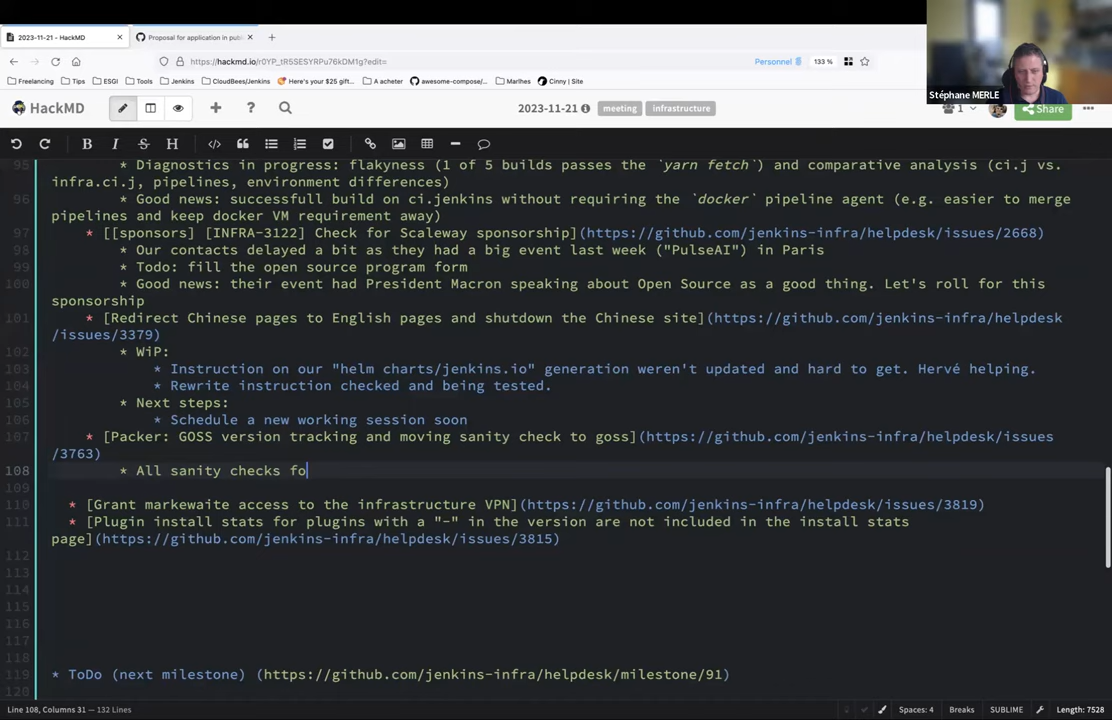 2023-11-21 - HackMD
Proposal for application in publ
https://hackmd.io/r0YP_tR5SESYRPu76kDM1g?edit=
Personnel
133 %
Freelancing
Tips
ESGI
Tools
Jenkins
CloudBees/Jenkins
Here's your $25 gift...
A acheter
awesome-compose/...
Marlhes
Cinny | Site
Stéphane MERLE
HackMD
2023-11-21
meeting
infrastructure
1
Share
B I S H
95 * Diagnostics in progress: flakyness (1 of 5 builds passes the `yarn fetch`) and comparative analysis (ci.j vs.
infra.ci.j, pipelines, environment differences)
96 * Good news: successfull build on ci.jenkins without requiring the `docker` pipeline agent (e.g. easier to merge
pipelines and keep docker VM requirement away)
97 * [[sponsors] [INFRA-3122] Check for Scaleway sponsorship](https://github.com/jenkins-infra/helpdesk/issues/2668)
98 * Our contacts delayed a bit as they had a big event last week ("PulseAI") in Paris
99 * Todo: fill the open source program form
100 * Good news: their event had President Macron speaking about Open Source as a good thing. Let's roll for this
sponsorship
101 * [Redirect Chinese pages to English pages and shutdown the Chinese site](https://github.com/jenkins-infra/helpdesk
/issues/3379)
102 * WiP:
103 * Instruction on our "helm charts/jenkins.io" generation weren't updated and hard to get. Hervé helping.
104 * Rewrite instruction checked and being tested.
105 * Next steps:
106 * Schedule a new working session soon
107 * [Packer: GOSS version tracking and moving sanity check to goss](https://github.com/jenkins-infra/helpdesk/issues
/3763)
108 * All sanity checks fo
109
110 * [Grant markewaite access to the infrastructure VPN](https://github.com/jenkins-infra/helpdesk/issues/3819)
111 * [Plugin install stats for plugins with a "-" in the version are not included in the install stats
page](https://github.com/jenkins-infra/helpdesk/issues/3815)
112
113
114
115
116
117
118
119 * ToDo (next milestone) (https://github.com/jenkins-infra/helpdesk/milestone/91)
120
Line 108, Columns 31 — 132 Lines
Spaces: 4
Breaks
SUBLIME
Length: 7528